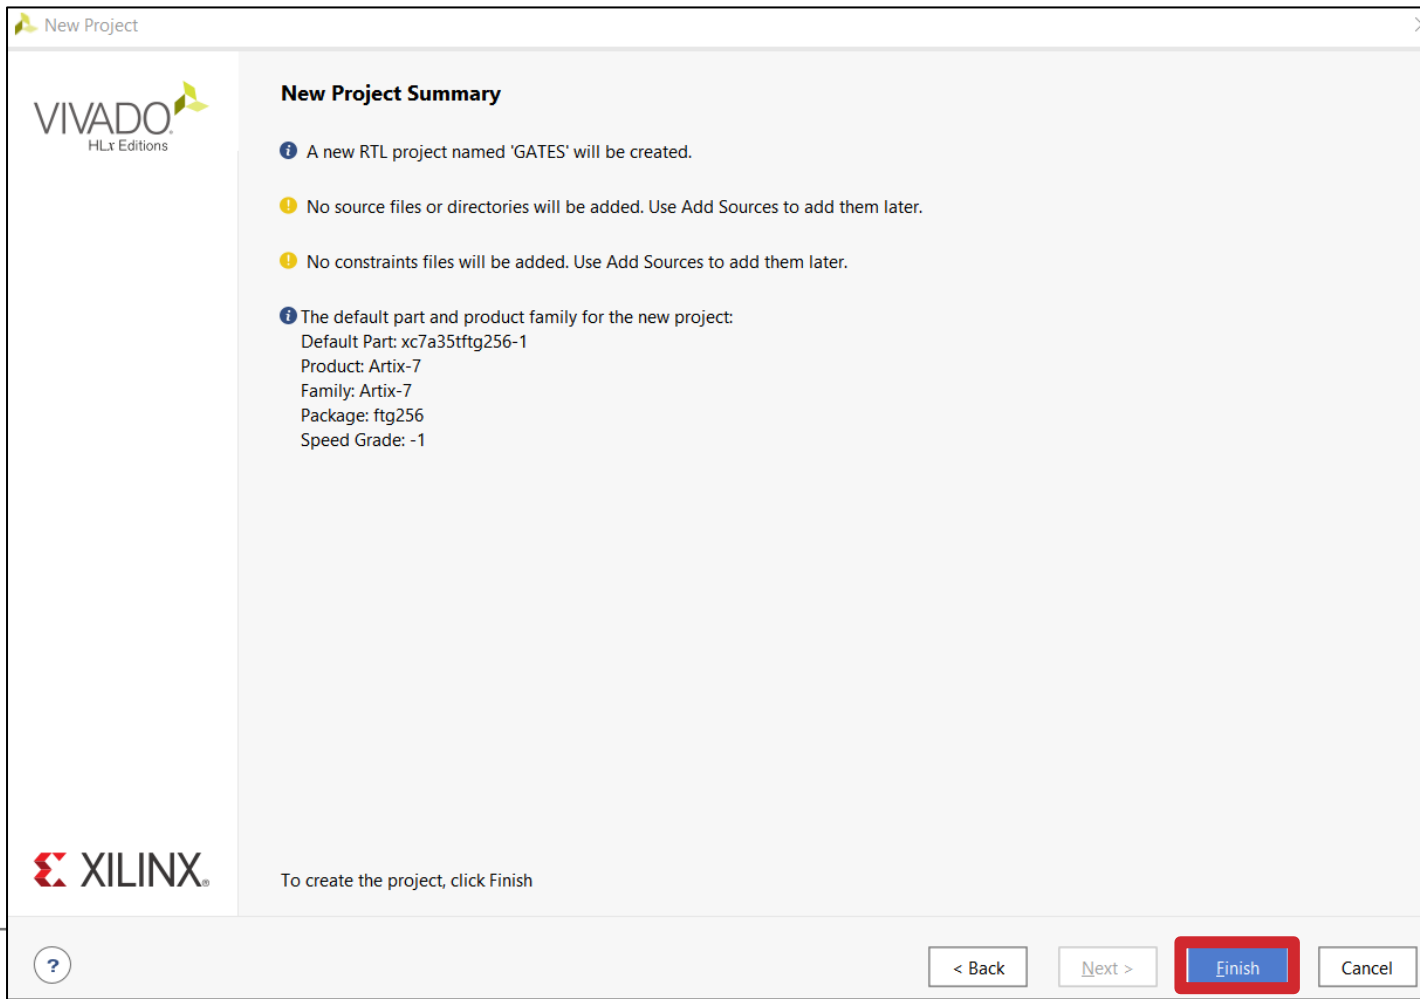 New Project
VIVADO.
HLx Editions
New Project Summary
A new RTL project named 'GATES' will be created.
No source files or directories will be added. Use Add Sources to add them later.
No constraints files will be added. Use Add Sources to add them later.
The default part and product family for the new project:
Default Part: xc7a35tftg256-1
Product: Artix-7
Family: Artix-7
Package: ftg256
Speed Grade: -1
XILINX®
To create the project, click Finish
?
< Back
Next >
Finish
Cancel